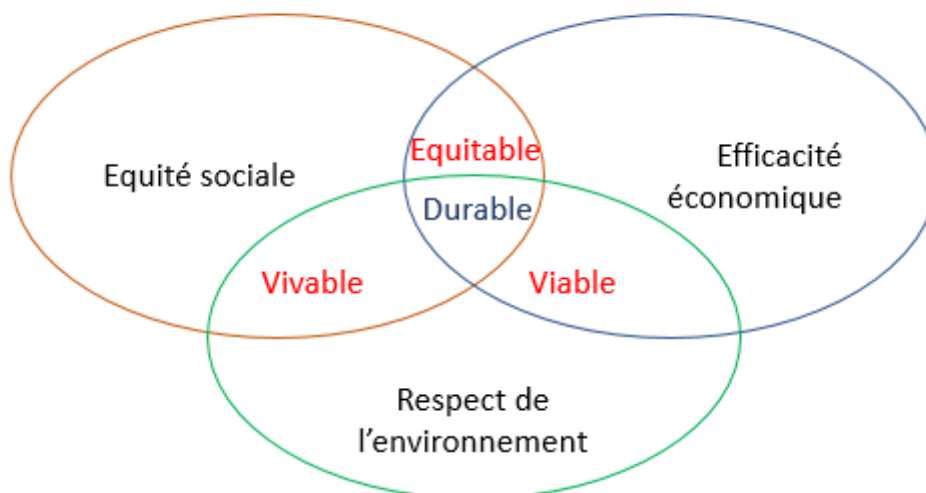 Equitable
Equité sociale
Efficacité
économique
Durable
Vivable
Viable
Respect de
l’environnement